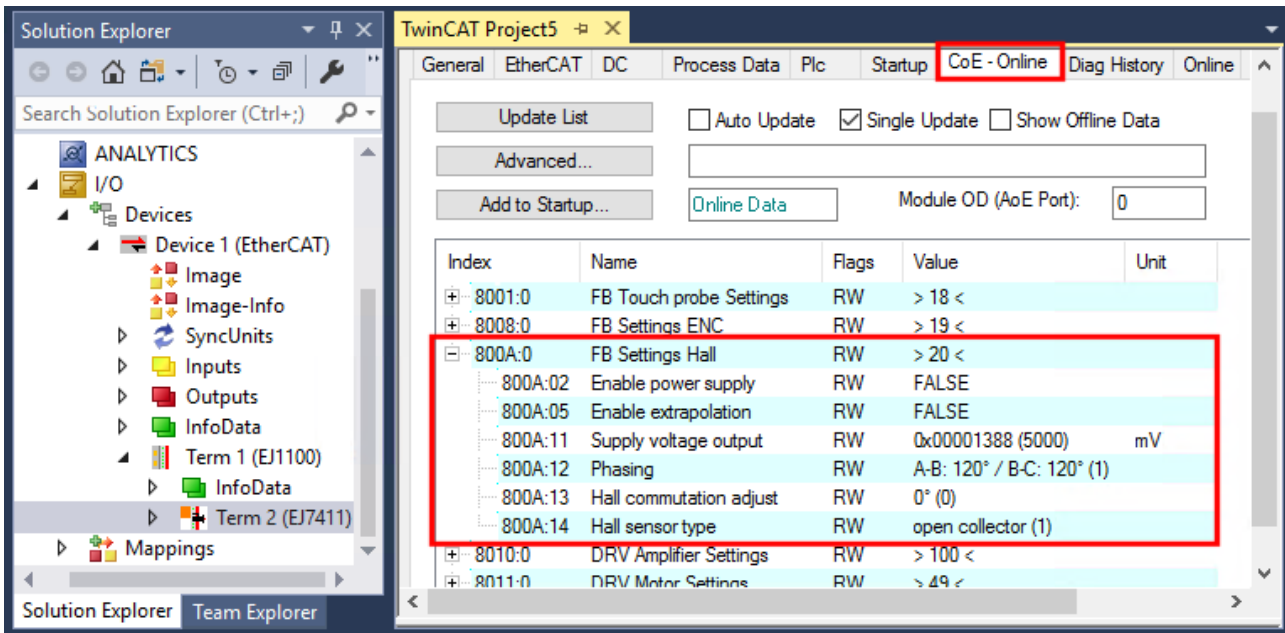 Solution Explorer
Search Solution Explorer (Ctrl+;)
ANALYTICS
I/O
Devices
Device 1 (EtherCAT)
Image
Image-Info
SyncUnits
Inputs
Outputs
InfoData
Term 1 (EJ1100)
InfoData
Term 2 (EJ7411)
Mappings
Solution Explorer Team Explorer
TwinCAT Project5
General EtherCAT DC Process Data Plc Startup CoE - Online Diag History Online
Update List Auto Update Single Update Show Offline Data
Advanced...
Add to Startup... Online Data Module OD (AoE Port): 0
Index Name Flags Value Unit
8001:0 FB Touch probe Settings RW > 18 <
8008:0 FB Settings ENC RW > 19 <
800A:0 FB Settings Hall RW > 20 <
800A:02 Enable power supply RW FALSE
800A:05 Enable extrapolation RW FALSE
800A:11 Supply voltage output RW 0x00001388 (5000) mV
800A:12 Phasing RW A-B: 120° / B-C: 120° (1)
800A:13 Hall commutation adjust RW 0° (0)
800A:14 Hall sensor type RW open collector (1)
8010:0 DRV Amplifier Settings RW > 100 <
8011:0 DRV Motor Settings RW > 49 <